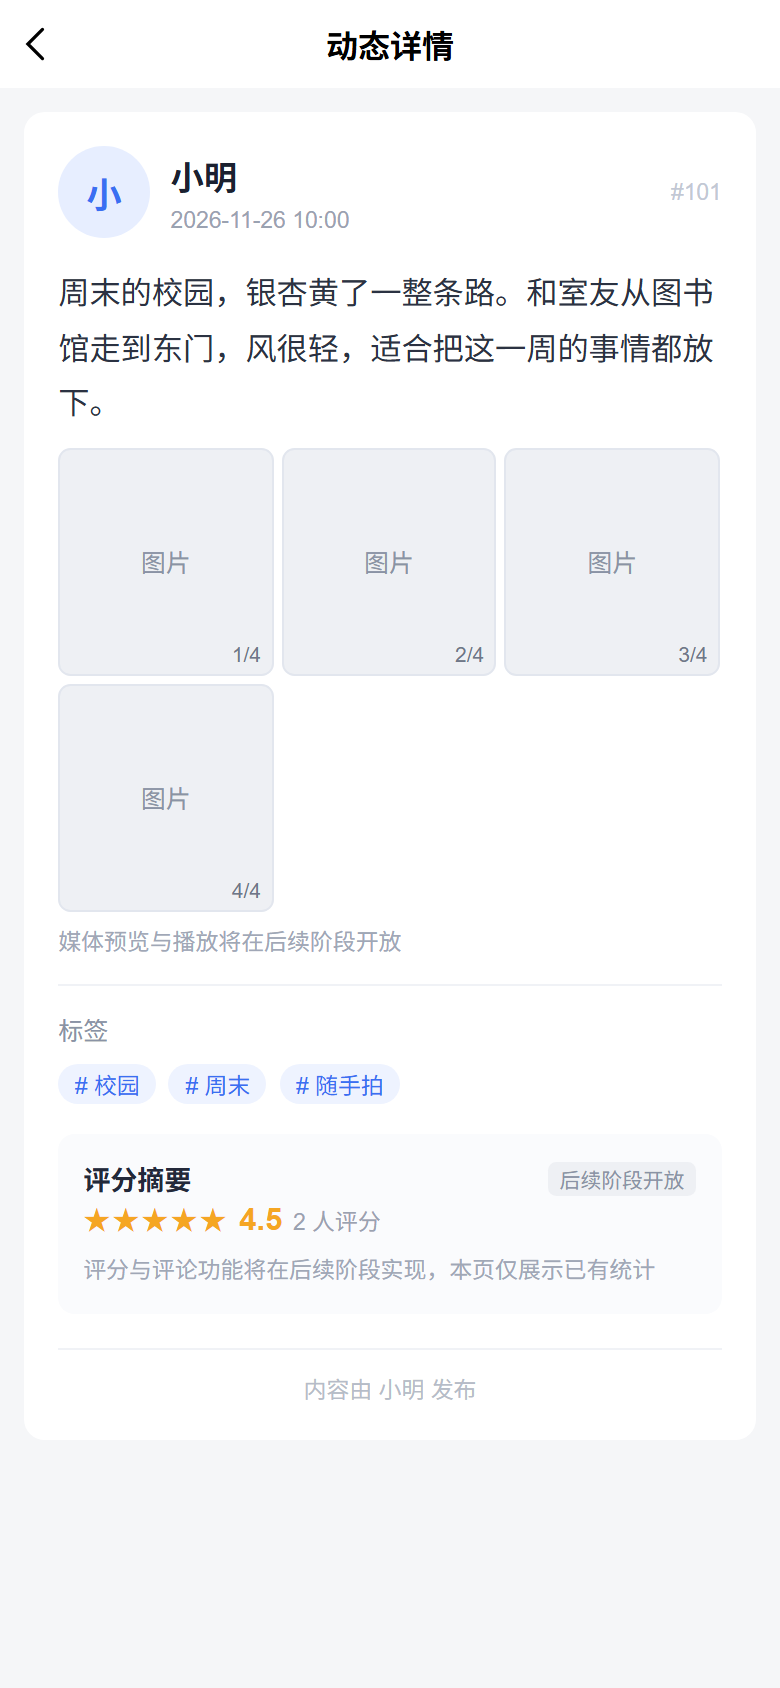 动态详情
小
小明
2026-11-26 10:00
#101
周末的校园，银杏黄了一整条路。和室友从图书
馆走到东门，风很轻，适合把这一周的事情都放
下。
图片
1/4
图片
2/4
图片
3/4
图片
4/4
媒体预览与播放将在后续阶段开放
标签
# 校园
# 周末
# 随手拍
评分摘要
后续阶段开放
★★★★★ 4.5 2 人评分
评分与评论功能将在后续阶段实现，本页仅展示已有统计
内容由 小明 发布